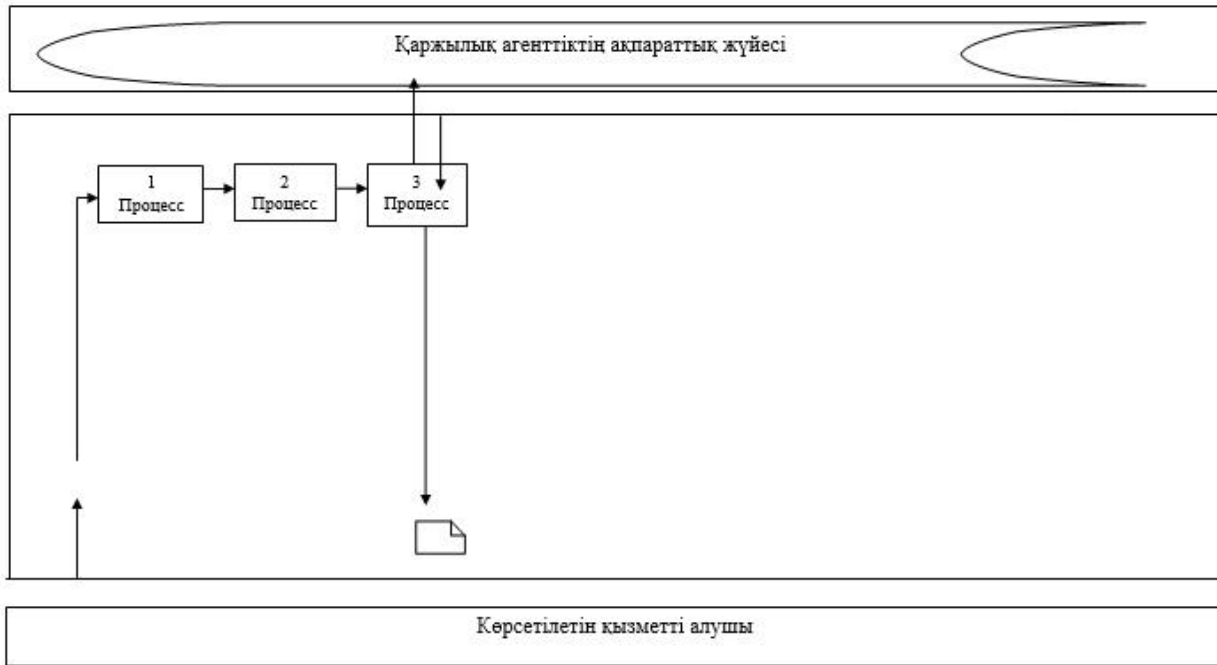 Қаржылық агенттіктің ақпараттық жүйесі
1
Процесс
2
Процесс
3
Процесс
Көрсетілетін қызметті алушы